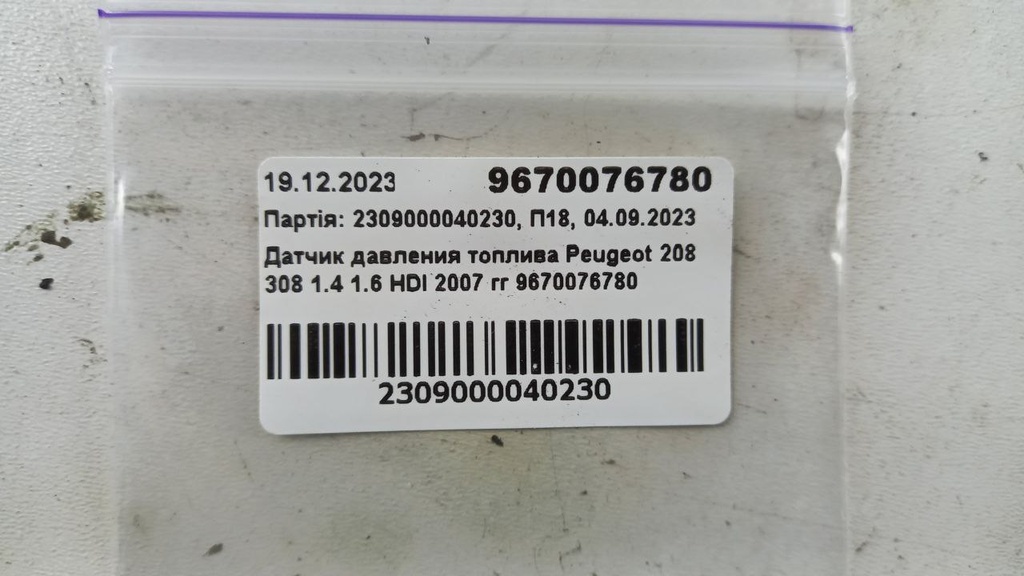 19.12.2023 9670076780
Партія: 2309000040230, П18, 04.09.2023
Датчик давления топлива Peugeot 208
308 1.4 1.6 HDI 2007 гг 9670076780
2309000040230